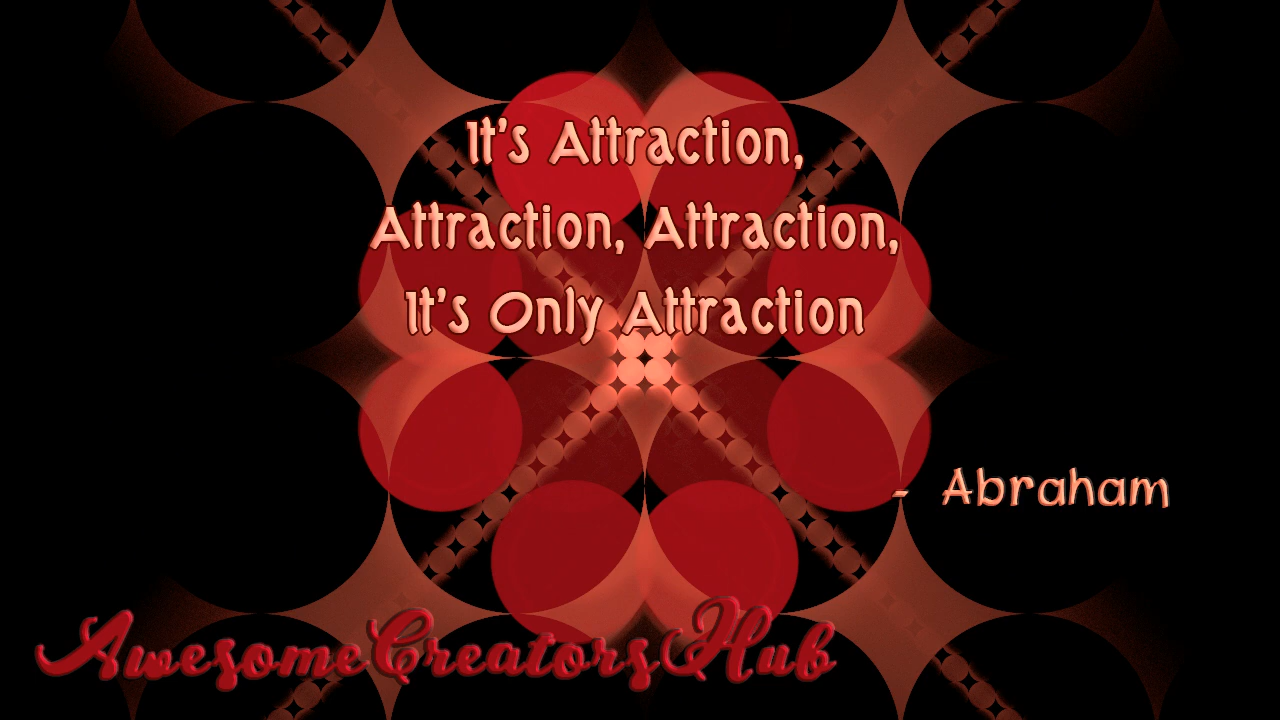 It's Attraction,
Attraction, Attraction,
It's Only Attraction
- Abraham
AwesomeCreatorsHub